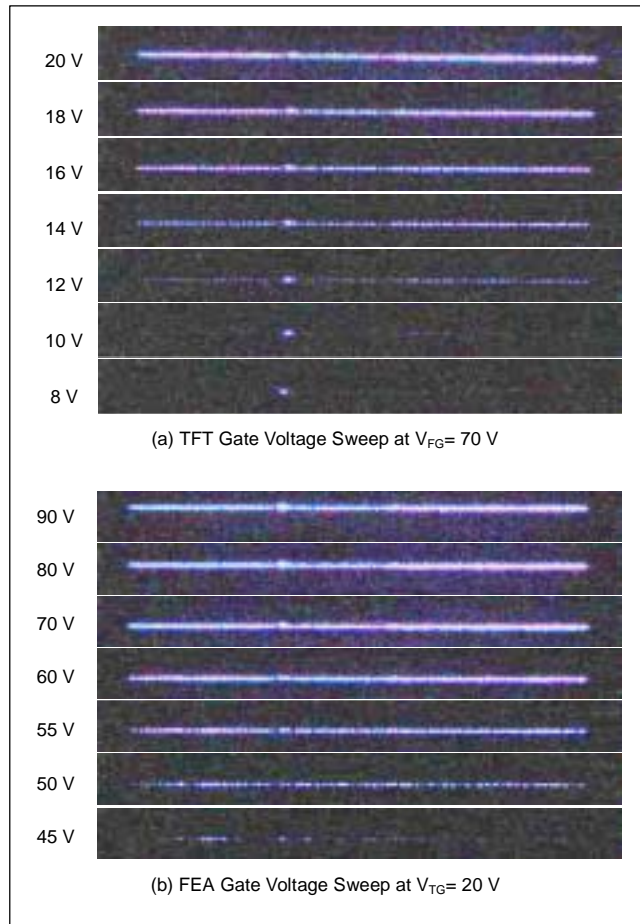 20 V
18 V
16 V
14 V
12 V
10 V
8 V
(a) TFT Gate Voltage Sweep at VFG= 70 V
90 V
80 V
70 V
60 V
55 V
50 V
45 V
(b) FEA Gate Voltage Sweep at VTG= 20 V